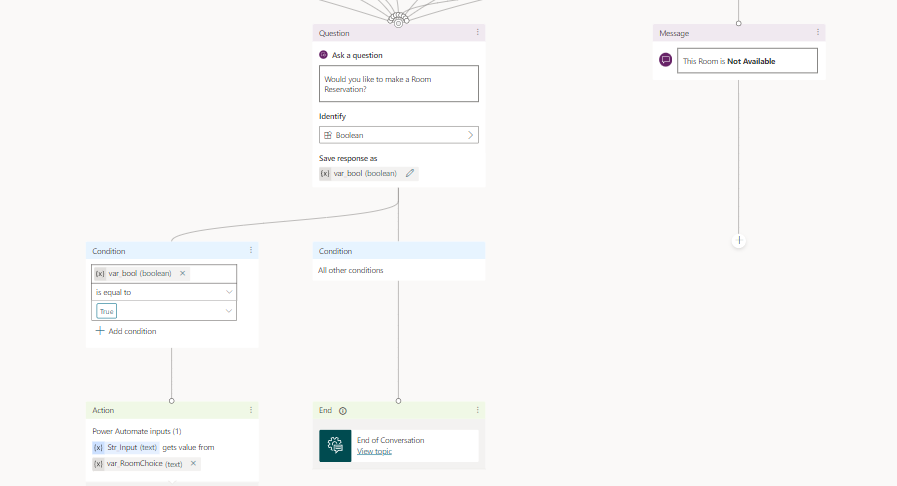 Question
Ask a question
Would you like to make a Room
Reservation?
Identify
Boolean
Save response as
{x} var_bool (boolean)
Message
This Room is Not Available
Condition
{x} var_bool (boolean) ×
is equal to
True
+ Add condition
Condition
All other conditions
Action
Power Automate inputs (1)
{x} Str_Input (text) gets value from
{x} var_RoomChoice (text) ×
End
End of Conversation
View topic